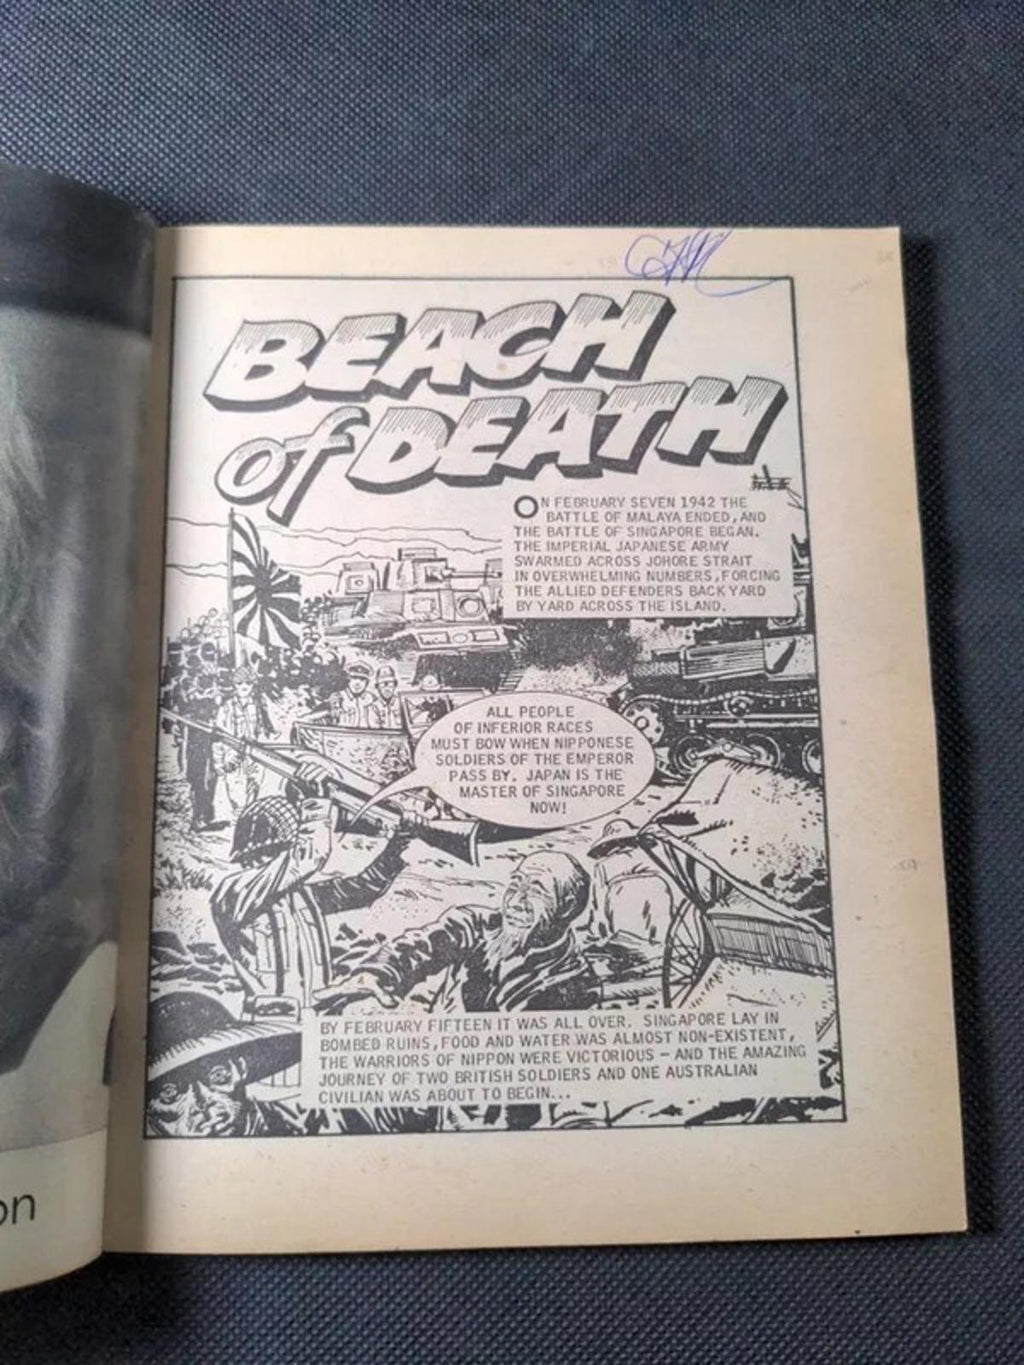 BEACH
of DEATH
ON FEBRUARY SEVEN 1942 THE
BATTLE OF MALAYA ENDED, AND
THE BATTLE OF SINGAPORE BEGAN.
THE IMPERIAL JAPANESE ARMY
SWARMED ACROSS JOHORE STRAIT
IN OVERWHELMING NUMBERS, FORCING
THE ALLIED DEFENDERS BACK YARD
BY YARD ACROSS THE ISLAND.
ALL PEOPLE
OF INFERIOR RACES
MUST BOW WHEN NIPPONESE
SOLDIERS OF THE EMPEROR
PASS BY. JAPAN IS THE
MASTER OF SINGAPORE
NOW!
BY FEBRUARY FIFTEEN IT WAS ALL OVER. SINGAPORE LAY IN
BOMBED RUINS, FOOD AND WATER WAS ALMOST NON-EXISTENT,
THE WARRIORS OF NIPPON WERE VICTORIOUS – AND THE AMAZING
JOURNEY OF TWO BRITISH SOLDIERS AND ONE AUSTRALIAN
CIVILIAN WAS ABOUT TO BEGIN...
on